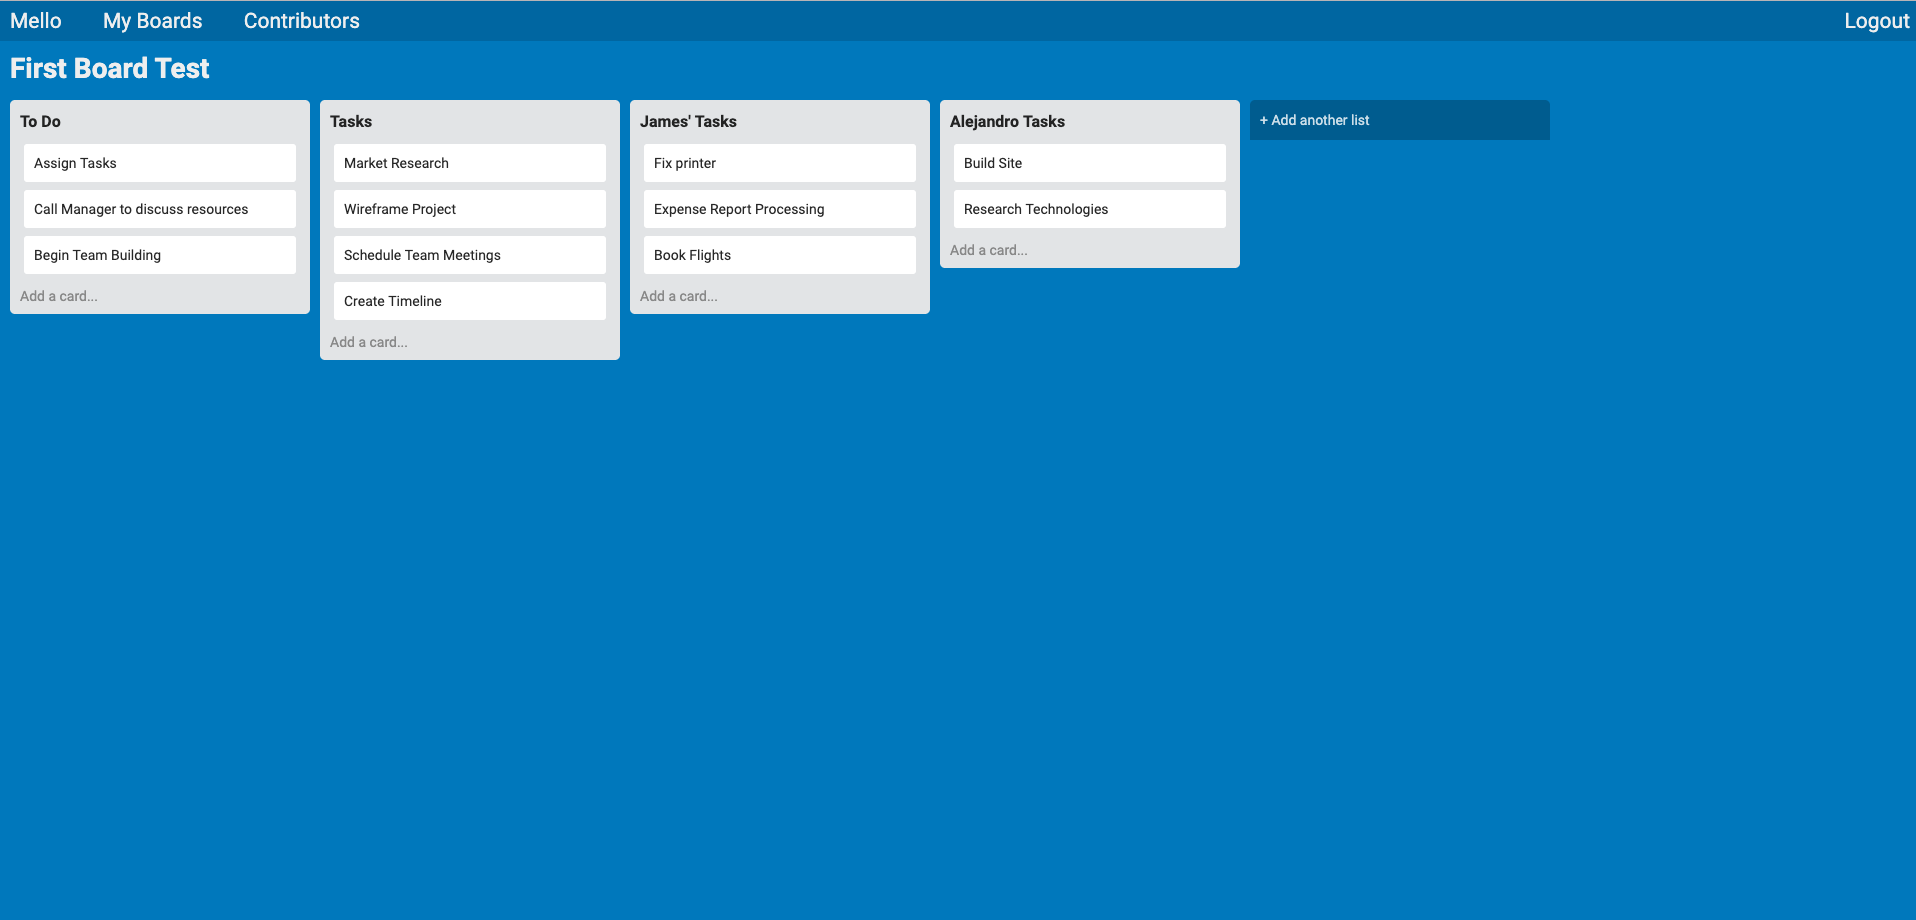 Mello My Boards Contributors Logout
First Board Test
To Do
Assign Tasks
Call Manager to discuss resources
Begin Team Building
Add a card...
Tasks
Market Research
Wireframe Project
Schedule Team Meetings
Create Timeline
Add a card...
James' Tasks
Fix printer
Expense Report Processing
Book Flights
Add a card...
Alejandro Tasks
Build Site
Research Technologies
Add a card...
+ Add another list